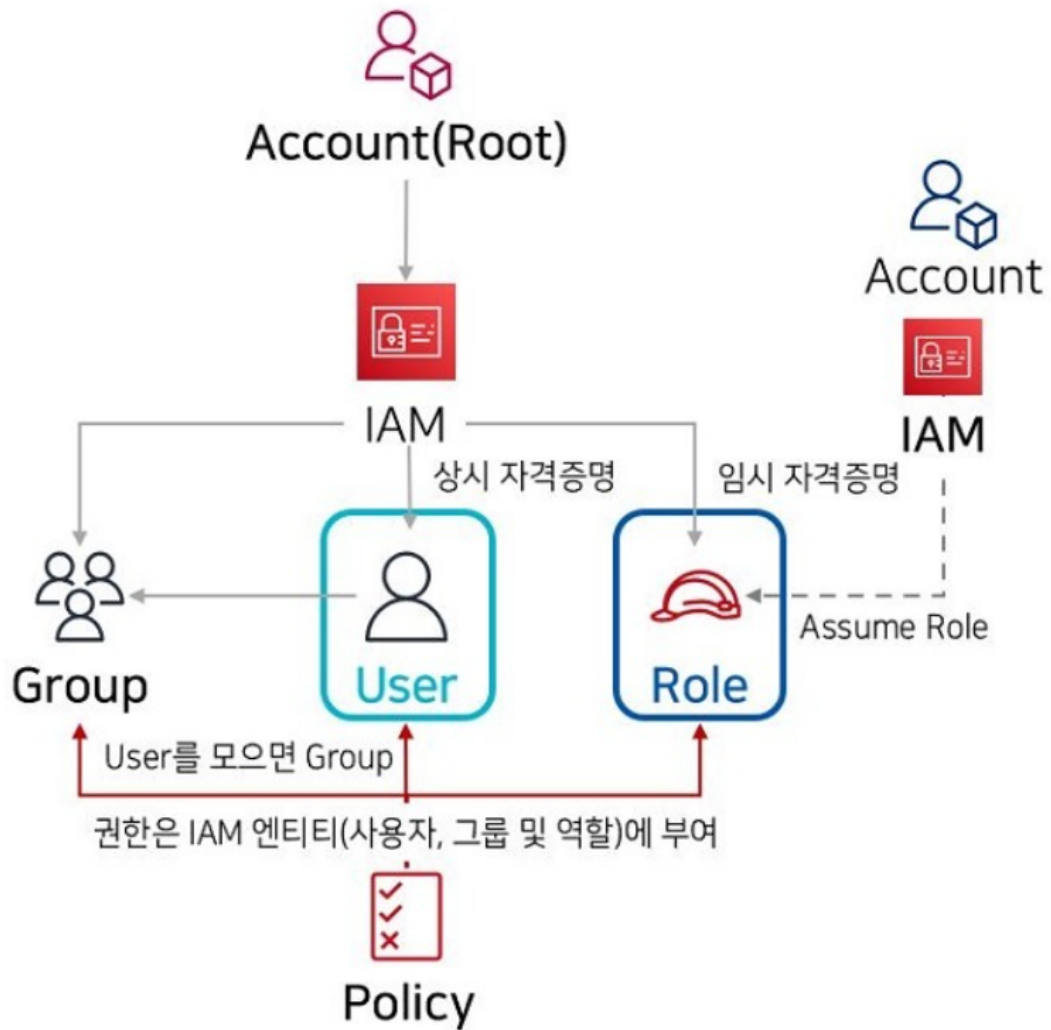 Account(Root)
Account
IAM
IAM
상시 자격증명
임시 자격증명
Assume Role
Group
User
Role
User를 모으면 Group
권한은 IAM 엔티티(사용자, 그룹 및 역할)에 부여
Policy